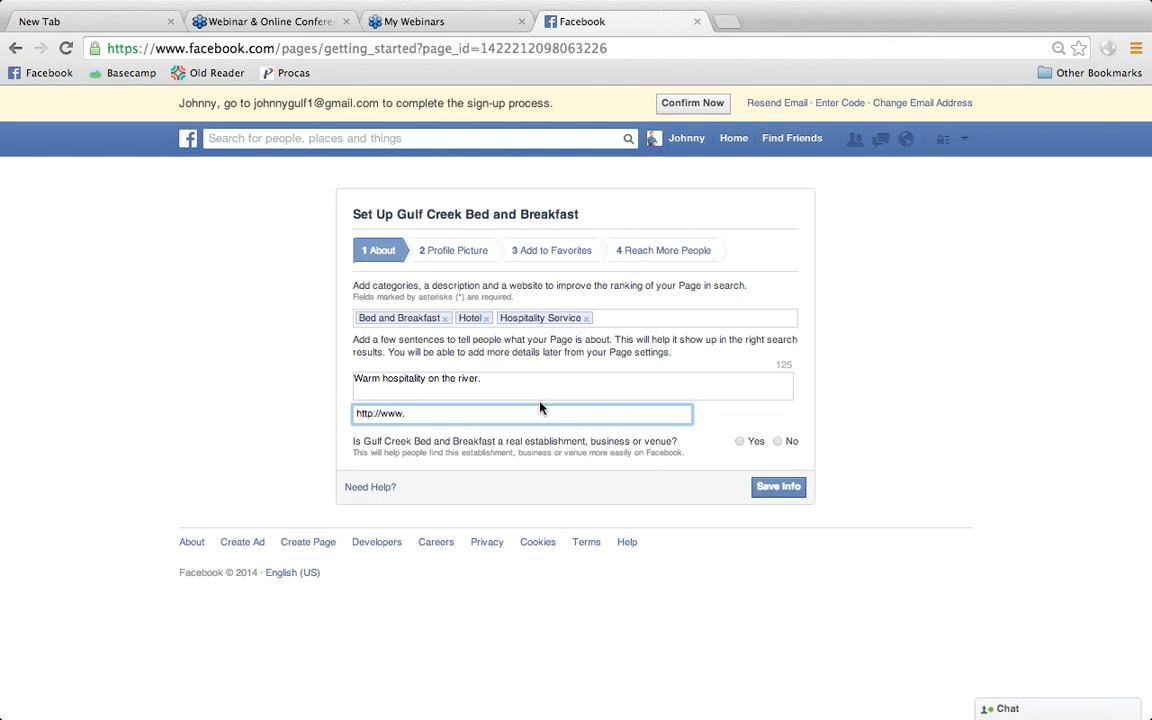 New Tab
Webinar & Online Conferen
My Webinars
Facebook
https://www.facebook.com/pages/getting_started?page_id=1422212098063226
Facebook
Basecamp
Old Reader
Procas
Other Bookmarks
Johnny, go to johnnygulf1@gmail.com to complete the sign-up process.
Confirm Now
Resend Email · Enter Code · Change Email Address
Search for people, places and things
Johnny
Home
Find Friends
Set Up Gulf Creek Bed and Breakfast
1 About
2 Profile Picture
3 Add to Favorites
4 Reach More People
Add categories, a description and a website to improve the ranking of your Page in search.
Fields marked by asterisks (*) are required.
Bed and Breakfast
Hotel
Hospitality Service
Add a few sentences to tell people what your Page is about. This will help it show up in the right search
results. You will be able to add more details later from your Page settings.
125
Warm hospitality on the river.
http://www.
Is Gulf Creek Bed and Breakfast a real establishment, business or venue?
Yes
No
This will help people find this establishment, business or venue more easily on Facebook.
Need Help?
Save Info
About
Create Ad
Create Page
Developers
Careers
Privacy
Cookies
Terms
Help
Facebook © 2014 · English (US)
Chat